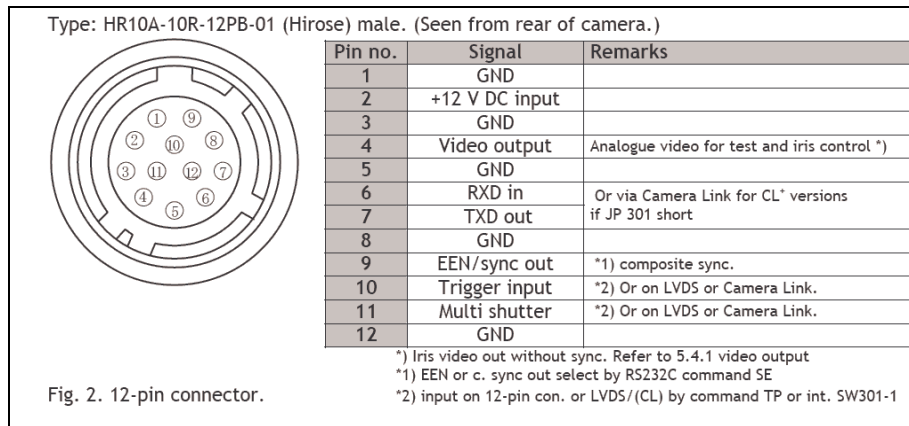 Type: HR10A-10R-12PB-01 (Hirose) male. (Seen from rear of camera.)
① ⑨
② ⑩ ⑧
③ ⑪ ⑫ ⑦
④ ⑥
⑤
Pin no. Signal Remarks
1 GND
2 +12 V DC input
3 GND
4 Video output Analogue video for test and iris control *)
5 GND
6 RXD in Or via Camera Link for CL+ versions
7 TXD out if JP 301 short
8 GND
9 EEN/sync out *1) composite sync.
10 Trigger input *2) Or on LVDS or Camera Link.
11 Multi shutter *2) Or on LVDS or Camera Link.
12 GND
*) Iris video out without sync. Refer to 5.4.1 video output
*1) EEN or c. sync out select by RS232C command SE
*2) input on 12-pin con. or LVDS/(CL) by command TP or int. SW301-1
Fig. 2. 12-pin connector.